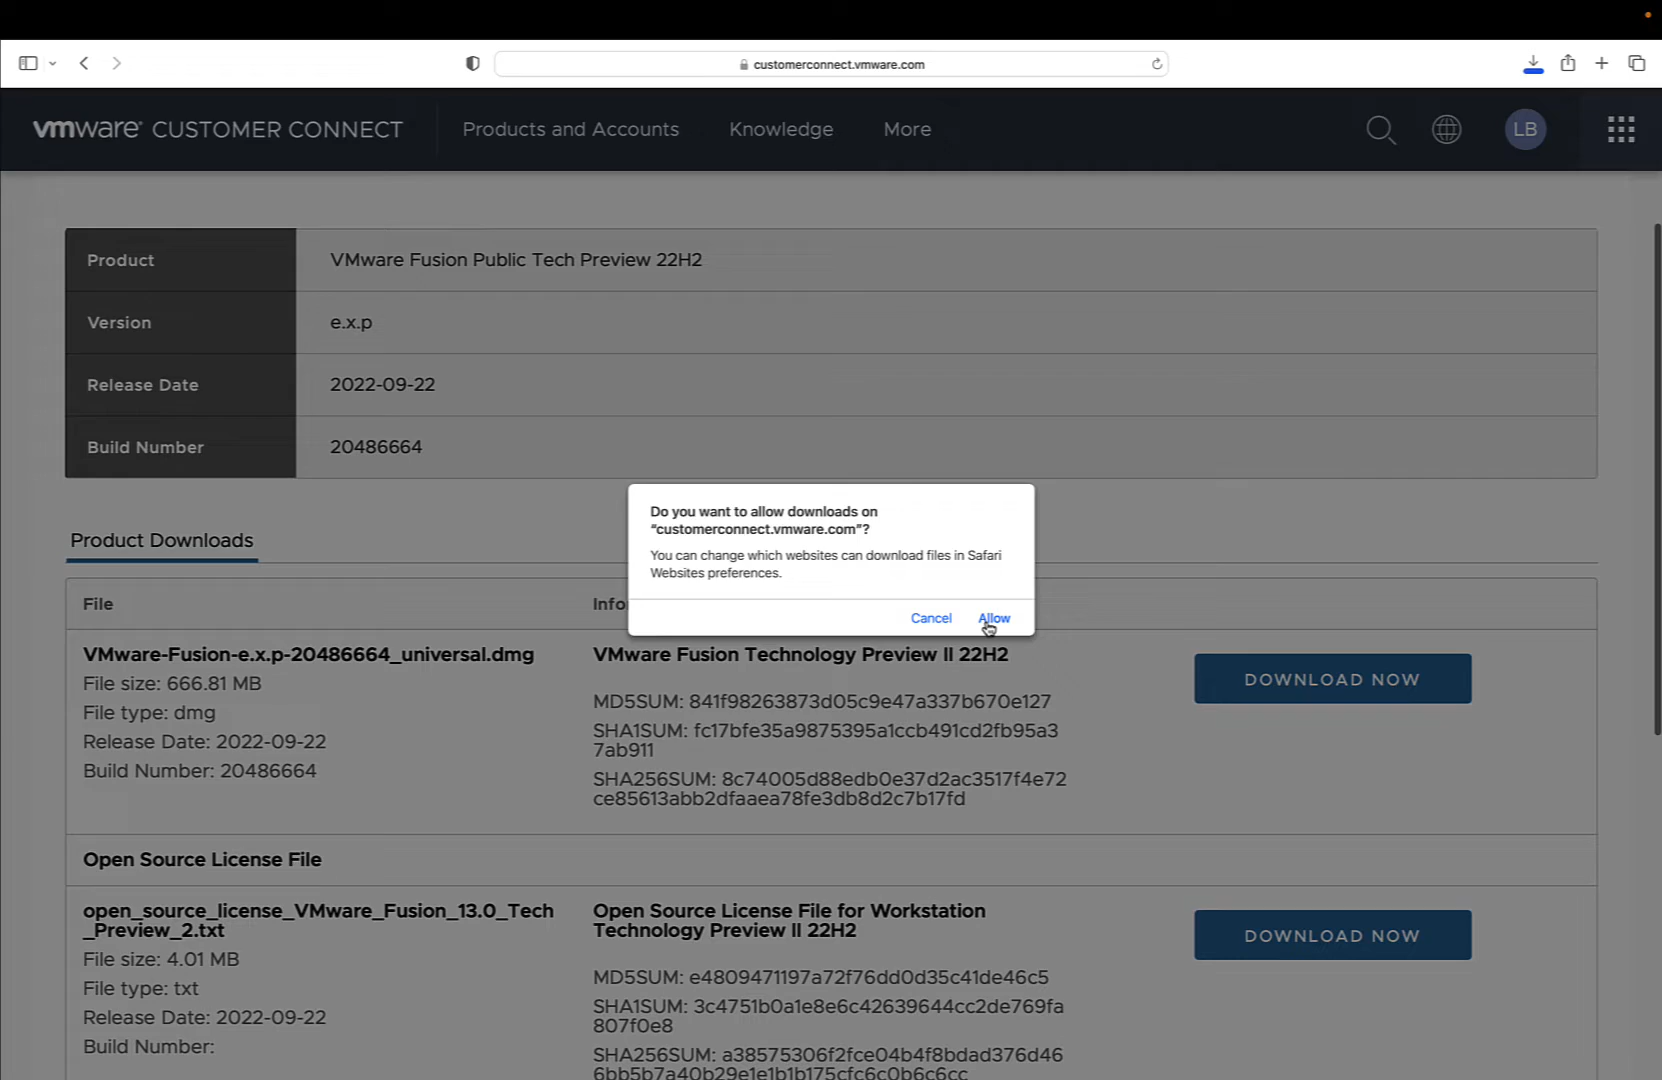 customerconnect.vmware.com
vmware® CUSTOMER CONNECT
Products and Accounts
Knowledge
More
LB
Product
VMware Fusion Public Tech Preview 22H2
Version
e.x.p
Release Date
2022-09-22
Build Number
20486664
Do you want to allow downloads on
“customerconnect.vmware.com”?
You can change which websites can download files in Safari
Websites preferences.
Cancel
Allow
Product Downloads
File
Info
VMware-Fusion-e.x.p-20486664_universal.dmg
File size: 666.81 MB
File type: dmg
Release Date: 2022-09-22
Build Number: 20486664
VMware Fusion Technology Preview II 22H2
MD5SUM: 841f98263873d05c9e47a337b670e127
SHA1SUM: fc17bfe35a9875395a1ccb491cd2fb95a3
7ab911
SHA256SUM: 8c74005d88edb0e37d2ac3517f4e72
ce85613abb2dfaaea78fe3db8d2c7b17fd
DOWNLOAD NOW
Open Source License File
open_source_license_VMware_Fusion_13.0_Tech
_Preview_2.txt
File size: 4.01 MB
File type: txt
Release Date: 2022-09-22
Build Number:
Open Source License File for Workstation
Technology Preview II 22H2
MD5SUM: e4809471197a72f76dd0d35c41de46c5
SHA1SUM: 3c4751b0a1e8e6c42639644cc2de769fa
807f0e8
SHA256SUM: a38575306f2fce04b4f8bdad376d46
6bb5b7a40b29e1e1b1b175cfc6c0b6c6cc
DOWNLOAD NOW